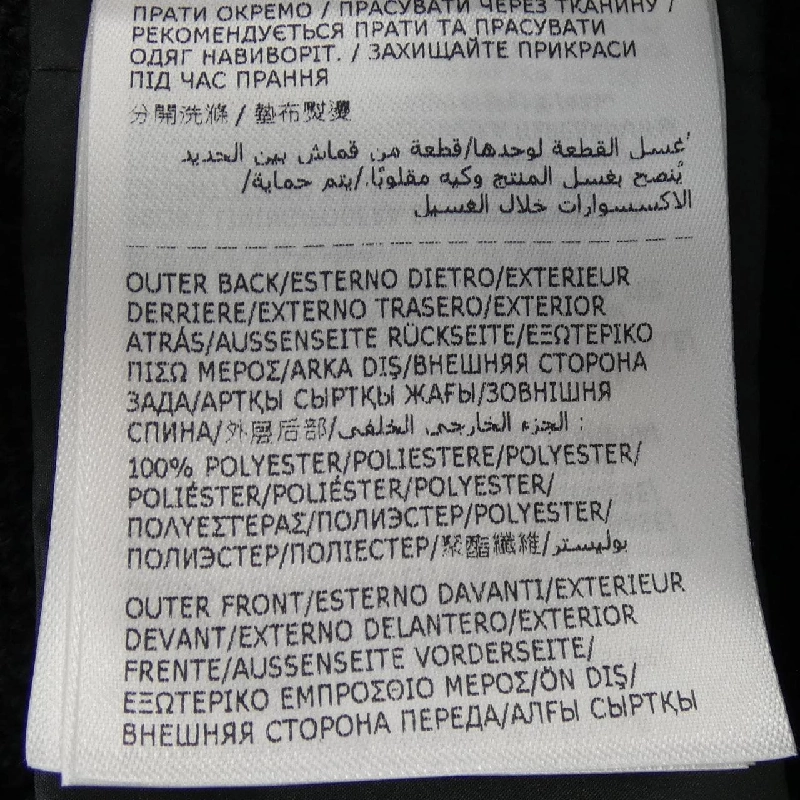 ПРАТИ ОКРЕМО / ПРАСУВАТИ ЧЕРЕЗ ТКАНИНУ /
РЕКОМЕНДУЄТЬСЯ ПРАТИ ТА ПРАСУВАТИ
ОДЯГ НАВИВОРІТ. / ЗАХИЩАЙТЕ ПРИКРАСИ
ПІД ЧАС ПРАННЯ
分開洗滌 / 墊布熨燙
غسل القطعة لوحدها/قطعة من قماش بين الحديد
يُنصح بغسل المنتج وكيه مقلوبًا./يتم حماية/
الاكسسوارات خلال الغسيل
OUTER BACK/ESTERNO DIETRO/EXTERIEUR
DERRIERE/EXTERNO TRASERO/EXTERIOR
ATRÁS/AUSSENSEITE RÜCKSEITE/ΕΞΩΤΕΡΙΚΟ
ΠΙΣΩ ΜΕΡΟΣ/ARKA DIŞ/ВНЕШНЯЯ СТОРОНА
ЗАДА/АРТҚЫ СЫРТҚЫ ЖАҒЫ/ЗОВНІШНЯ
СПИНА/外層后部/الجزء الخارجي الخلفي :
100% POLYESTER/POLIESTERE/POLYESTER/
POLIÉSTER/POLIÉSTER/POLYESTER/
ΠΟΛΥΕΣΤΕΡΑΣ/ПОЛИЭСТЕР/POLYESTER/
ПОЛИЭСТЕР/ПОЛІЕСТЕР/聚酯纖維/بوليستر
OUTER FRONT/ESTERNO DAVANTI/EXTERIEUR
DEVANT/EXTERNO DELANTERO/EXTERIOR
FRENTE/AUSSENSEITE VORDERSEITE/
ΕΞΩΤΕΡΙΚΟ ΕΜΠΡΟΣΘΙΟ ΜΕΡΟΣ/ÖN DIŞ/
ВНЕШНЯЯ СТОРОНА ПЕРЕДА/АЛҒЫ СЫРТҚЫ